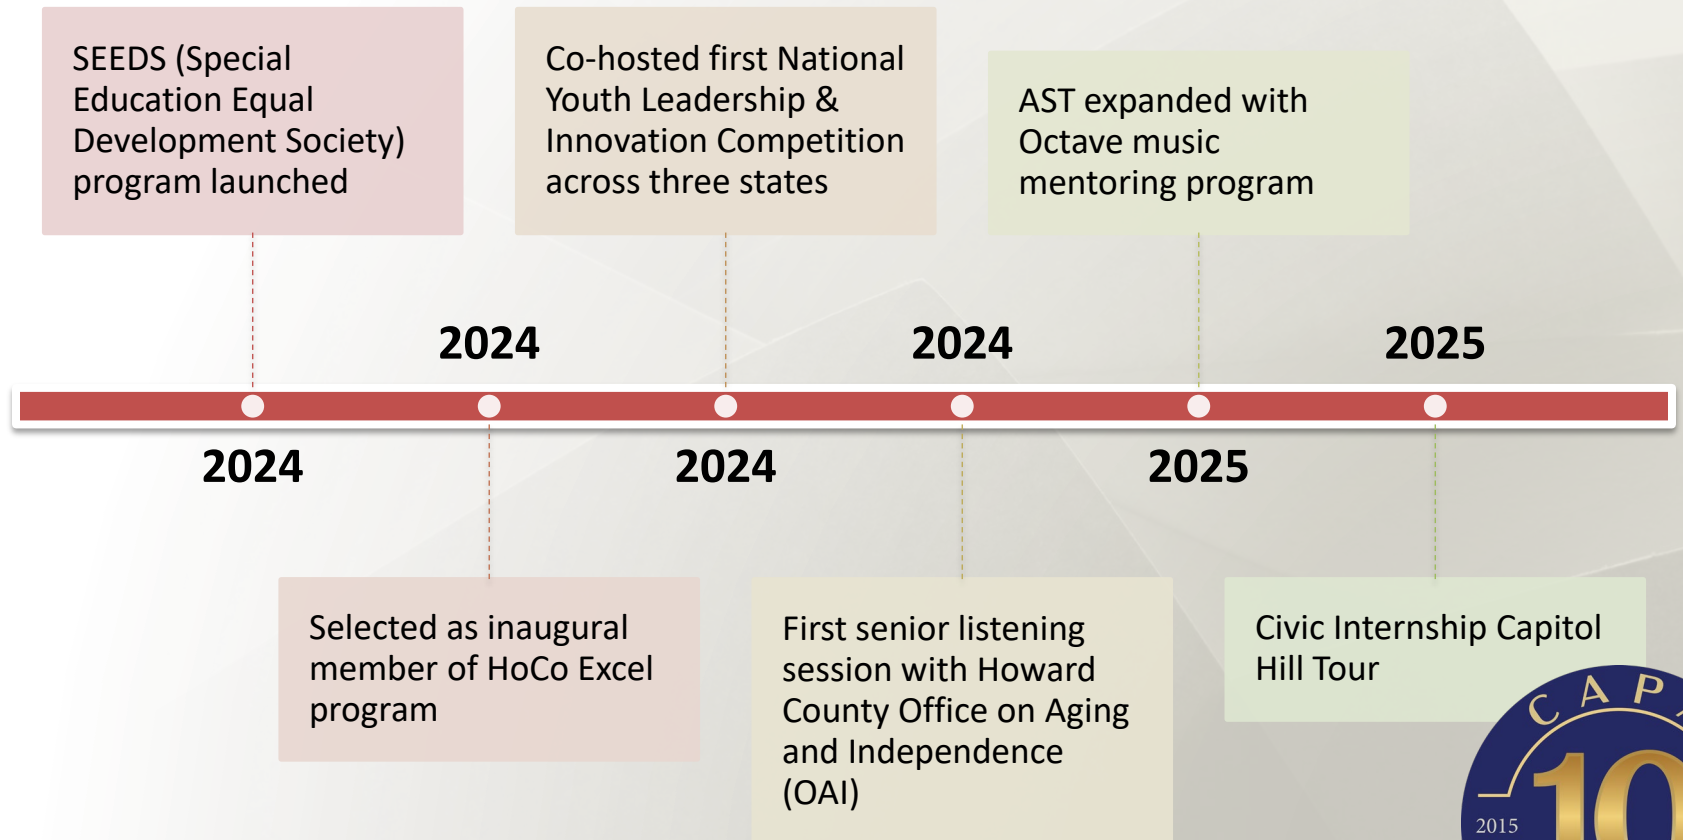 SEEDS (Special
Education Equal
Development Society)
program launched
Co-hosted first National
Youth Leadership &
Innovation Competition
across three states
AST expanded with
Octave music
mentoring program
2024
2024
2025
2024
2024
2025
Selected as inaugural
member of HoCo Excel
program
First senior listening
session with Howard
County Office on Aging
and Independence
(OAI)
Civic Internship Capitol
Hill Tour
CAPA
10
2015